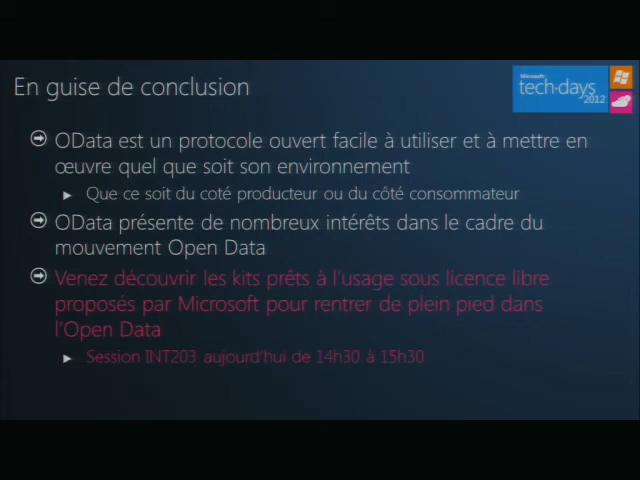 En guise de conclusion
Microsoft
tech·days
2012
OData est un protocole ouvert facile à utiliser et à mettre en
œuvre quel que soit son environnement
Que ce soit du coté producteur ou du côté consommateur
OData présente de nombreux intérêts dans le cadre du
mouvement Open Data
Venez découvrir les kits prêts à l'usage sous licence libre
proposés par Microsoft pour rentrer de plein pied dans
l'Open Data
Session INT203 aujourd'hui de 14h30 à 15h30